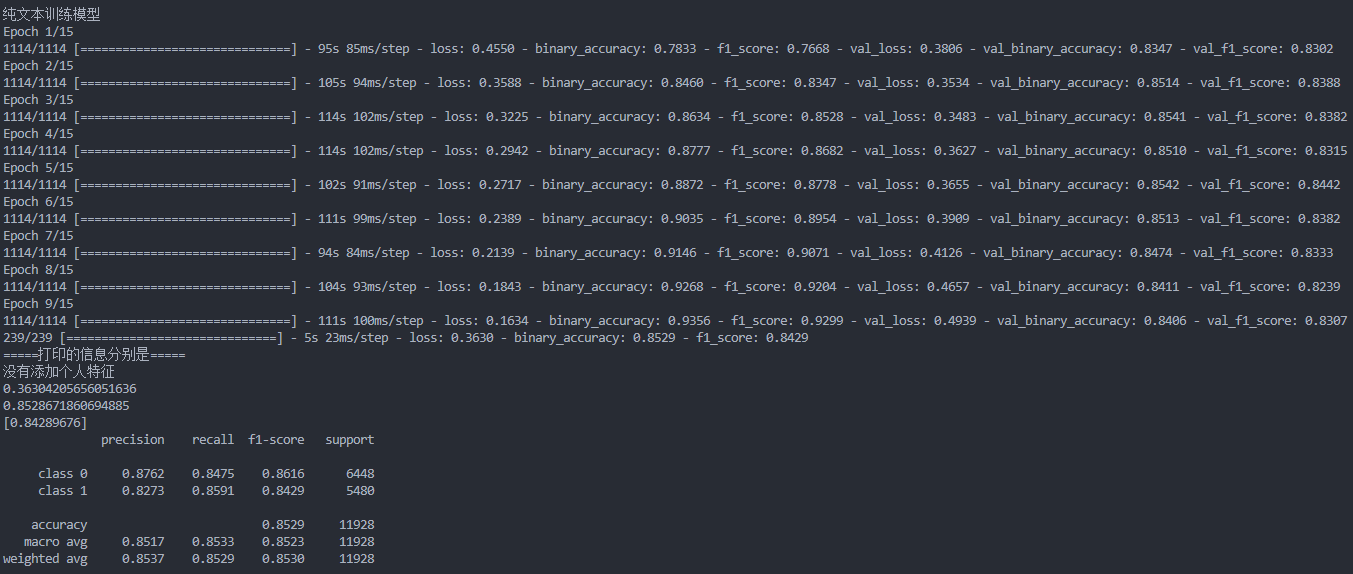 纯文本训练模型
Epoch 1/15
1114/1114 [==============================] - 95s 85ms/step - loss: 0.4550 - binary_accuracy: 0.7833 - f1_score: 0.7668 - val_loss: 0.3806 - val_binary_accuracy: 0.8347 - val_f1_score: 0.8302
Epoch 2/15
1114/1114 [==============================] - 105s 94ms/step - loss: 0.3588 - binary_accuracy: 0.8460 - f1_score: 0.8347 - val_loss: 0.3534 - val_binary_accuracy: 0.8514 - val_f1_score: 0.8388
Epoch 3/15
1114/1114 [==============================] - 114s 102ms/step - loss: 0.3225 - binary_accuracy: 0.8634 - f1_score: 0.8528 - val_loss: 0.3483 - val_binary_accuracy: 0.8541 - val_f1_score: 0.8382
Epoch 4/15
1114/1114 [==============================] - 114s 102ms/step - loss: 0.2942 - binary_accuracy: 0.8777 - f1_score: 0.8682 - val_loss: 0.3627 - val_binary_accuracy: 0.8510 - val_f1_score: 0.8315
Epoch 5/15
1114/1114 [==============================] - 102s 91ms/step - loss: 0.2717 - binary_accuracy: 0.8872 - f1_score: 0.8778 - val_loss: 0.3655 - val_binary_accuracy: 0.8542 - val_f1_score: 0.8442
Epoch 6/15
1114/1114 [==============================] - 111s 99ms/step - loss: 0.2389 - binary_accuracy: 0.9035 - f1_score: 0.8954 - val_loss: 0.3909 - val_binary_accuracy: 0.8513 - val_f1_score: 0.8382
Epoch 7/15
1114/1114 [==============================] - 94s 84ms/step - loss: 0.2139 - binary_accuracy: 0.9146 - f1_score: 0.9071 - val_loss: 0.4126 - val_binary_accuracy: 0.8474 - val_f1_score: 0.8333
Epoch 8/15
1114/1114 [==============================] - 104s 93ms/step - loss: 0.1843 - binary_accuracy: 0.9268 - f1_score: 0.9204 - val_loss: 0.4657 - val_binary_accuracy: 0.8411 - val_f1_score: 0.8239
Epoch 9/15
1114/1114 [==============================] - 111s 100ms/step - loss: 0.1634 - binary_accuracy: 0.9356 - f1_score: 0.9299 - val_loss: 0.4939 - val_binary_accuracy: 0.8406 - val_f1_score: 0.8307
239/239 [==============================] - 5s 23ms/step - loss: 0.3630 - binary_accuracy: 0.8529 - f1_score: 0.8429
=====打印的信息分别是=====
没有添加个人特征
0.36304205656051636
0.8528671860694885
[0.84289676]
precision recall f1-score support
class 0 0.8762 0.8475 0.8616 6448
class 1 0.8273 0.8591 0.8429 5480
accuracy 0.8529 11928
macro avg 0.8517 0.8533 0.8523 11928
weighted avg 0.8537 0.8529 0.8530 11928